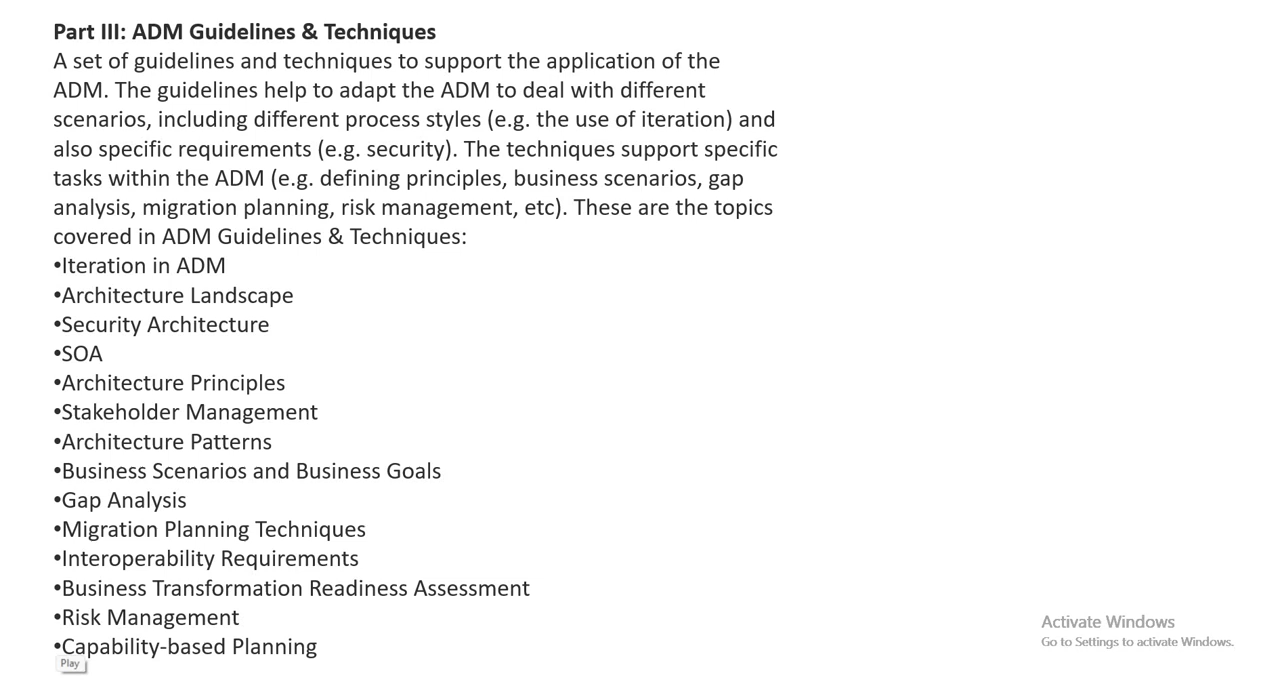 Part III: ADM Guidelines & Techniques
A set of guidelines and techniques to support the application of the
ADM. The guidelines help to adapt the ADM to deal with different
scenarios, including different process styles (e.g. the use of iteration) and
also specific requirements (e.g. security). The techniques support specific
tasks within the ADM (e.g. defining principles, business scenarios, gap
analysis, migration planning, risk management, etc). These are the topics
covered in ADM Guidelines & Techniques:
•Iteration in ADM
•Architecture Landscape
•Security Architecture
•SOA
•Architecture Principles
•Stakeholder Management
•Architecture Patterns
•Business Scenarios and Business Goals
•Gap Analysis
•Migration Planning Techniques
•Interoperability Requirements
•Business Transformation Readiness Assessment
•Risk Management
•Capability-based Planning
Play
Activate Windows
Go to Settings to activate Windows.